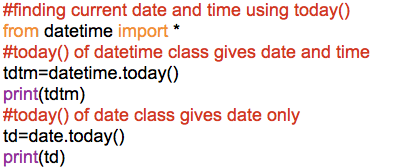 #finding current date and time using today()
from datetime import *
#today() of datetime class gives date and time
tdtm=datetime.today()
print(tdtm)
#today() of date class gives date only
td=date.today()
print(td)